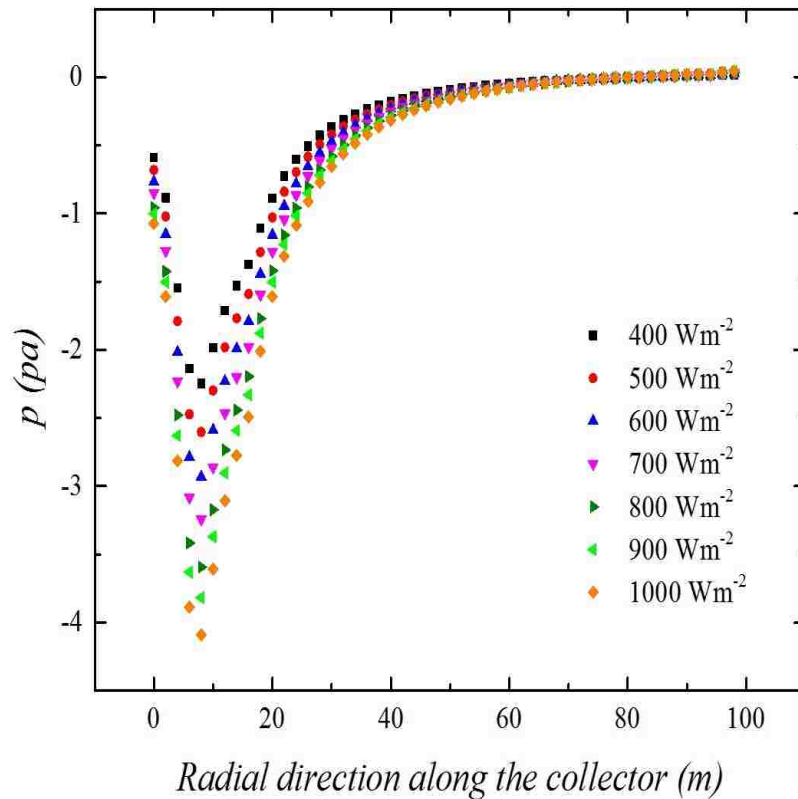 0
-1
-2
-3
-4
p (pa)
400 Wm⁻²
500 Wm⁻²
600 Wm⁻²
700 Wm⁻²
800 Wm⁻²
900 Wm⁻²
1000 Wm⁻²
0 20 40 60 80 100
Radial direction along the collector (m)